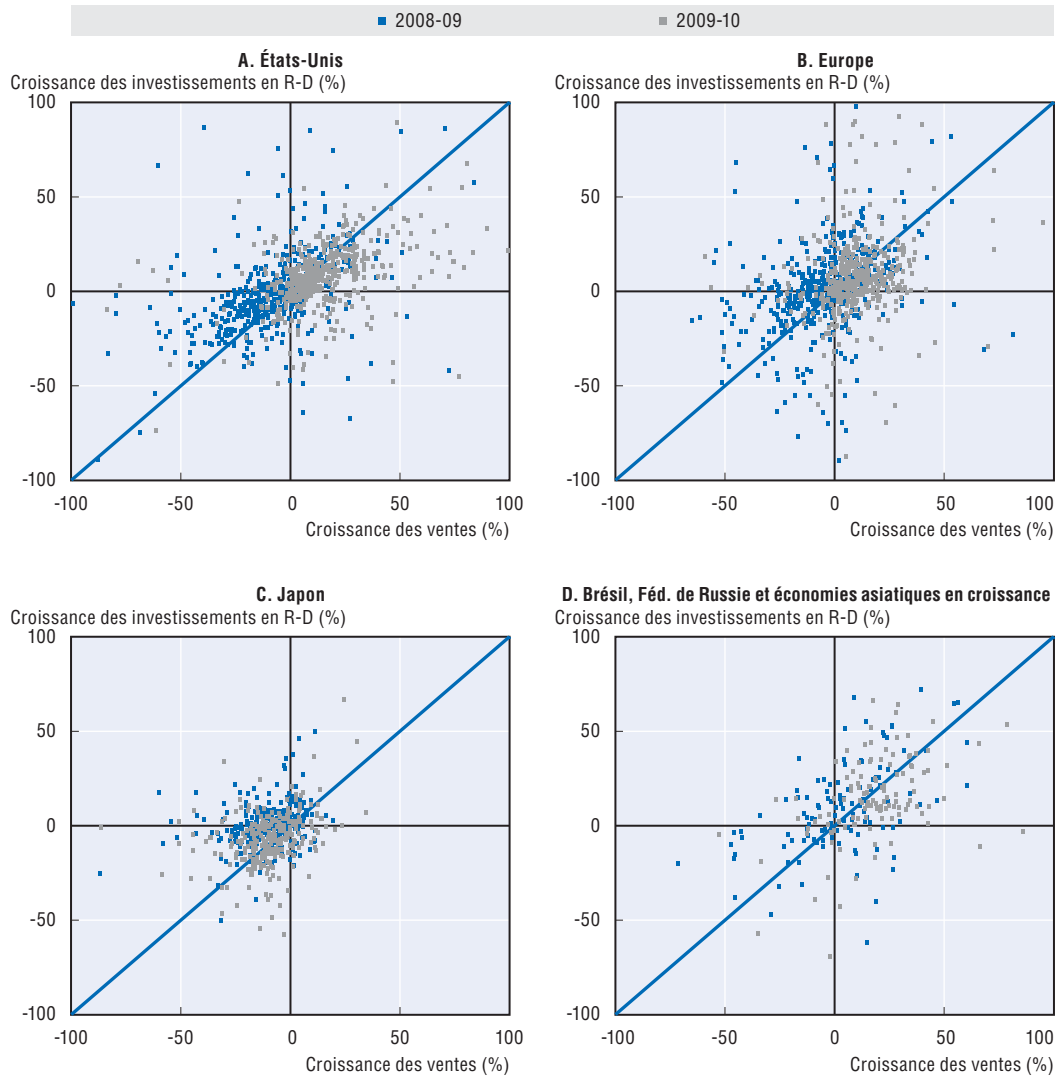 2008-09 2009-10
A. États-Unis
Croissance des investissements en R-D (%)
100
50
0
-50
-100
-100 -50 0 50 100
Croissance des ventes (%)
B. Europe
Croissance des investissements en R-D (%)
100
50
0
-50
-100
-100 -50 0 50 100
Croissance des ventes (%)
C. Japon
Croissance des investissements en R-D (%)
100
50
0
-50
-100
-100 -50 0 50 100
Croissance des ventes (%)
D. Brésil, Féd. de Russie et économies asiatiques en croissance
Croissance des investissements en R-D (%)
100
50
0
-50
-100
-100 -50 0 50 100
Croissance des ventes (%)